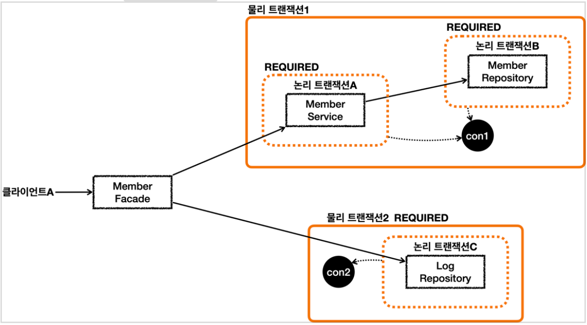 물리 트랜잭션1
REQUIRED
논리 트랜잭션B
Member
Repository
REQUIRED
논리 트랜잭션A
Member
Service
con1
클라이언트A
Member
Facade
물리 트랜잭션2 REQUIRED
논리 트랜잭션C
con2
Log
Repository